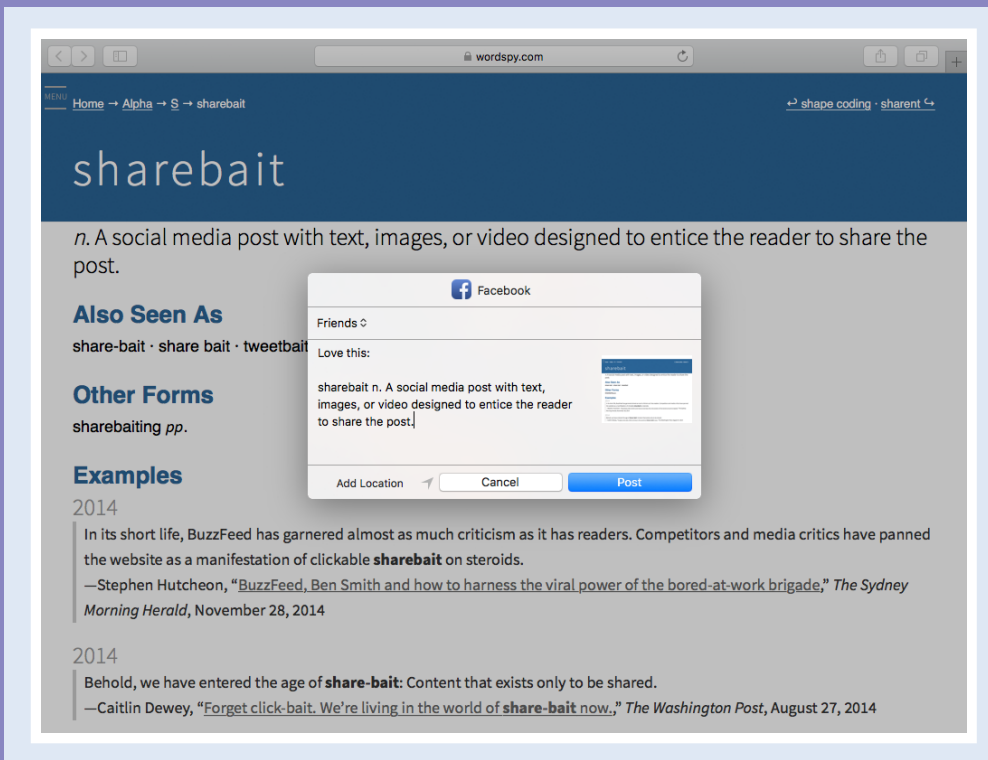 wordspy.com
MENU
Home → Alpha → S → sharebait
↩ shape coding · sharent ↪
sharebait
n. A social media post with text, images, or video designed to entice the reader to share the
post.
Also Seen As
share-bait · share bait · tweetbait
Other Forms
sharebaiting pp.
Examples
2014
In its short life, BuzzFeed has garnered almost as much criticism as it has readers. Competitors and media critics have panned
the website as a manifestation of clickable sharebait on steroids.
—Stephen Hutcheon, “BuzzFeed, Ben Smith and how to harness the viral power of the bored-at-work brigade,” The Sydney
Morning Herald, November 28, 2014
2014
Behold, we have entered the age of share-bait: Content that exists only to be shared.
—Caitlin Dewey, “Forget click-bait. We’re living in the world of share-bait now.,” The Washington Post, August 27, 2014
Facebook
Friends
Love this:
sharebait n. A social media post with text,
images, or video designed to entice the reader
to share the post.
sharebait
Add Location
Cancel
Post